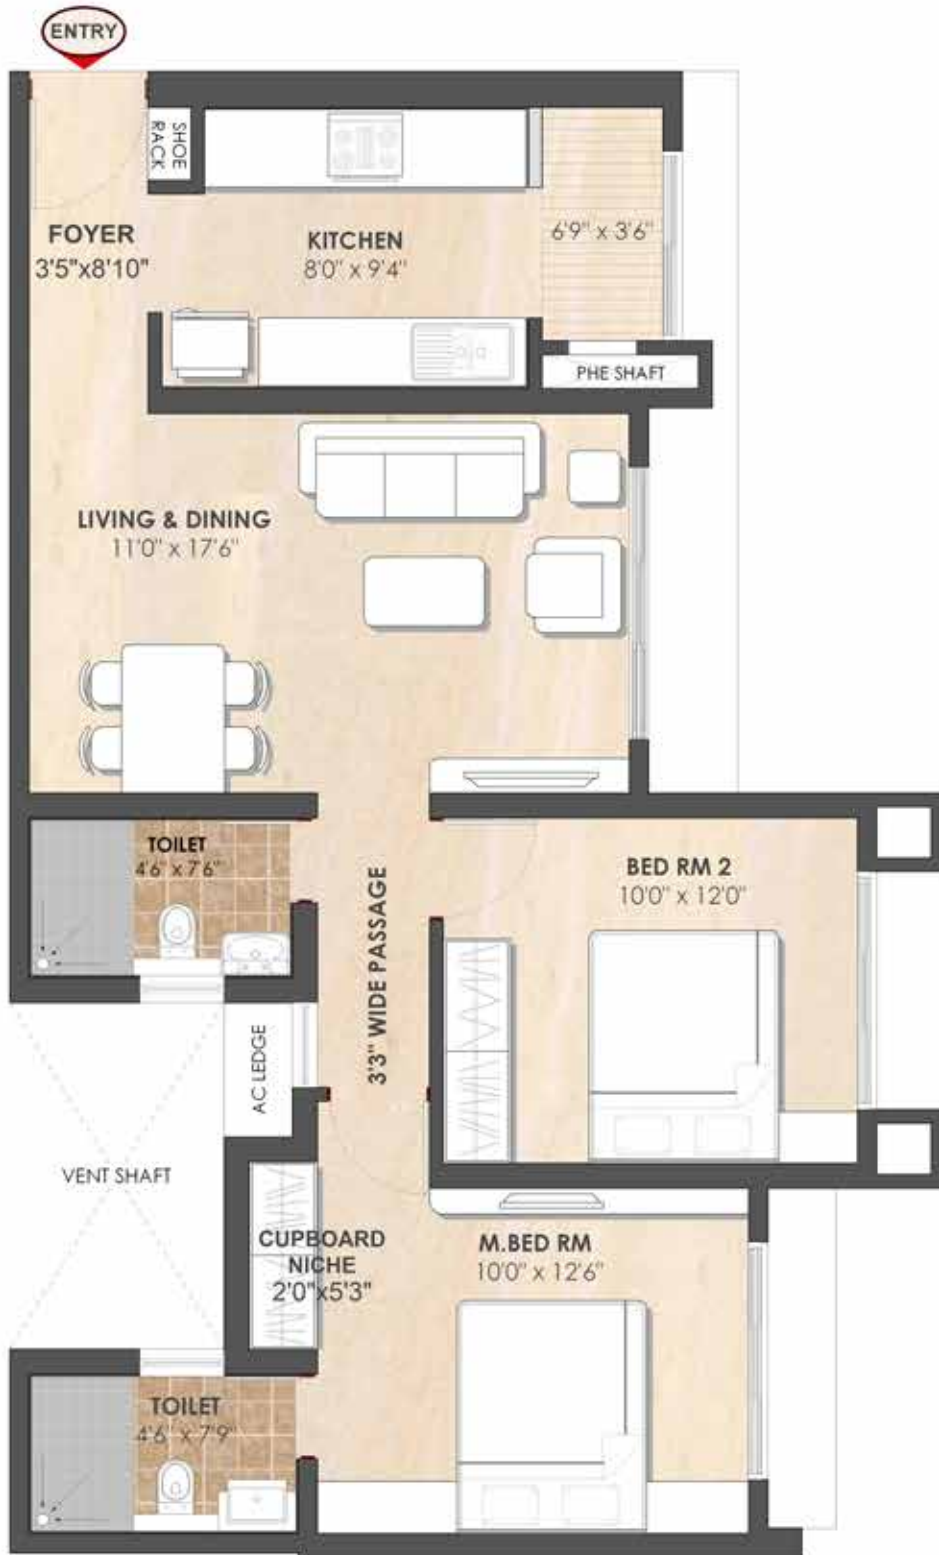 ENTRY
SHOE
RACK
FOYER
3'5"x8'10"
KITCHEN
8'0" x 9'4"
6'9" x 3'6"
PHE SHAFT
LIVING & DINING
11'0" x 17'6"
TOILET
4'6" x 7'6"
3'3" WIDE PASSAGE
BED RM 2
10'0" x 12'0"
AC LEDGE
VENT SHAFT
CUPBOARD
NICHE
2'0"x5'3"
M.BED RM
10'0" x 12'6"
TOILET
4'6" x 7'9"